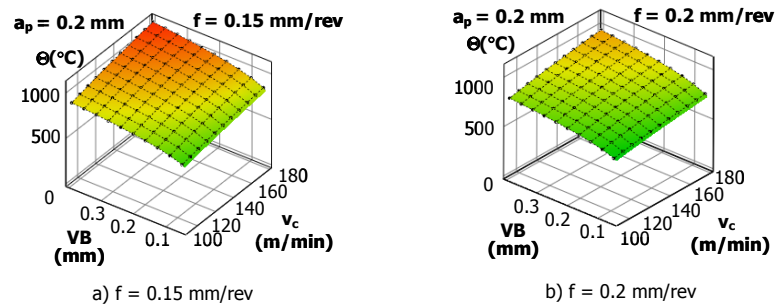 aₚ = 0.2 mm
f = 0.15 mm/rev
Θ(°C)
1000
500
0
0.3
0.2
0.1
VB
(mm)
100
120
140
160
180
v_c
(m/min)
a) f = 0.15 mm/rev
aₚ = 0.2 mm
f = 0.2 mm/rev
Θ(°C)
1000
500
0
0.3
0.2
0.1
VB
(mm)
100
120
140
160
180
v_c
(m/min)
b) f = 0.2 mm/rev